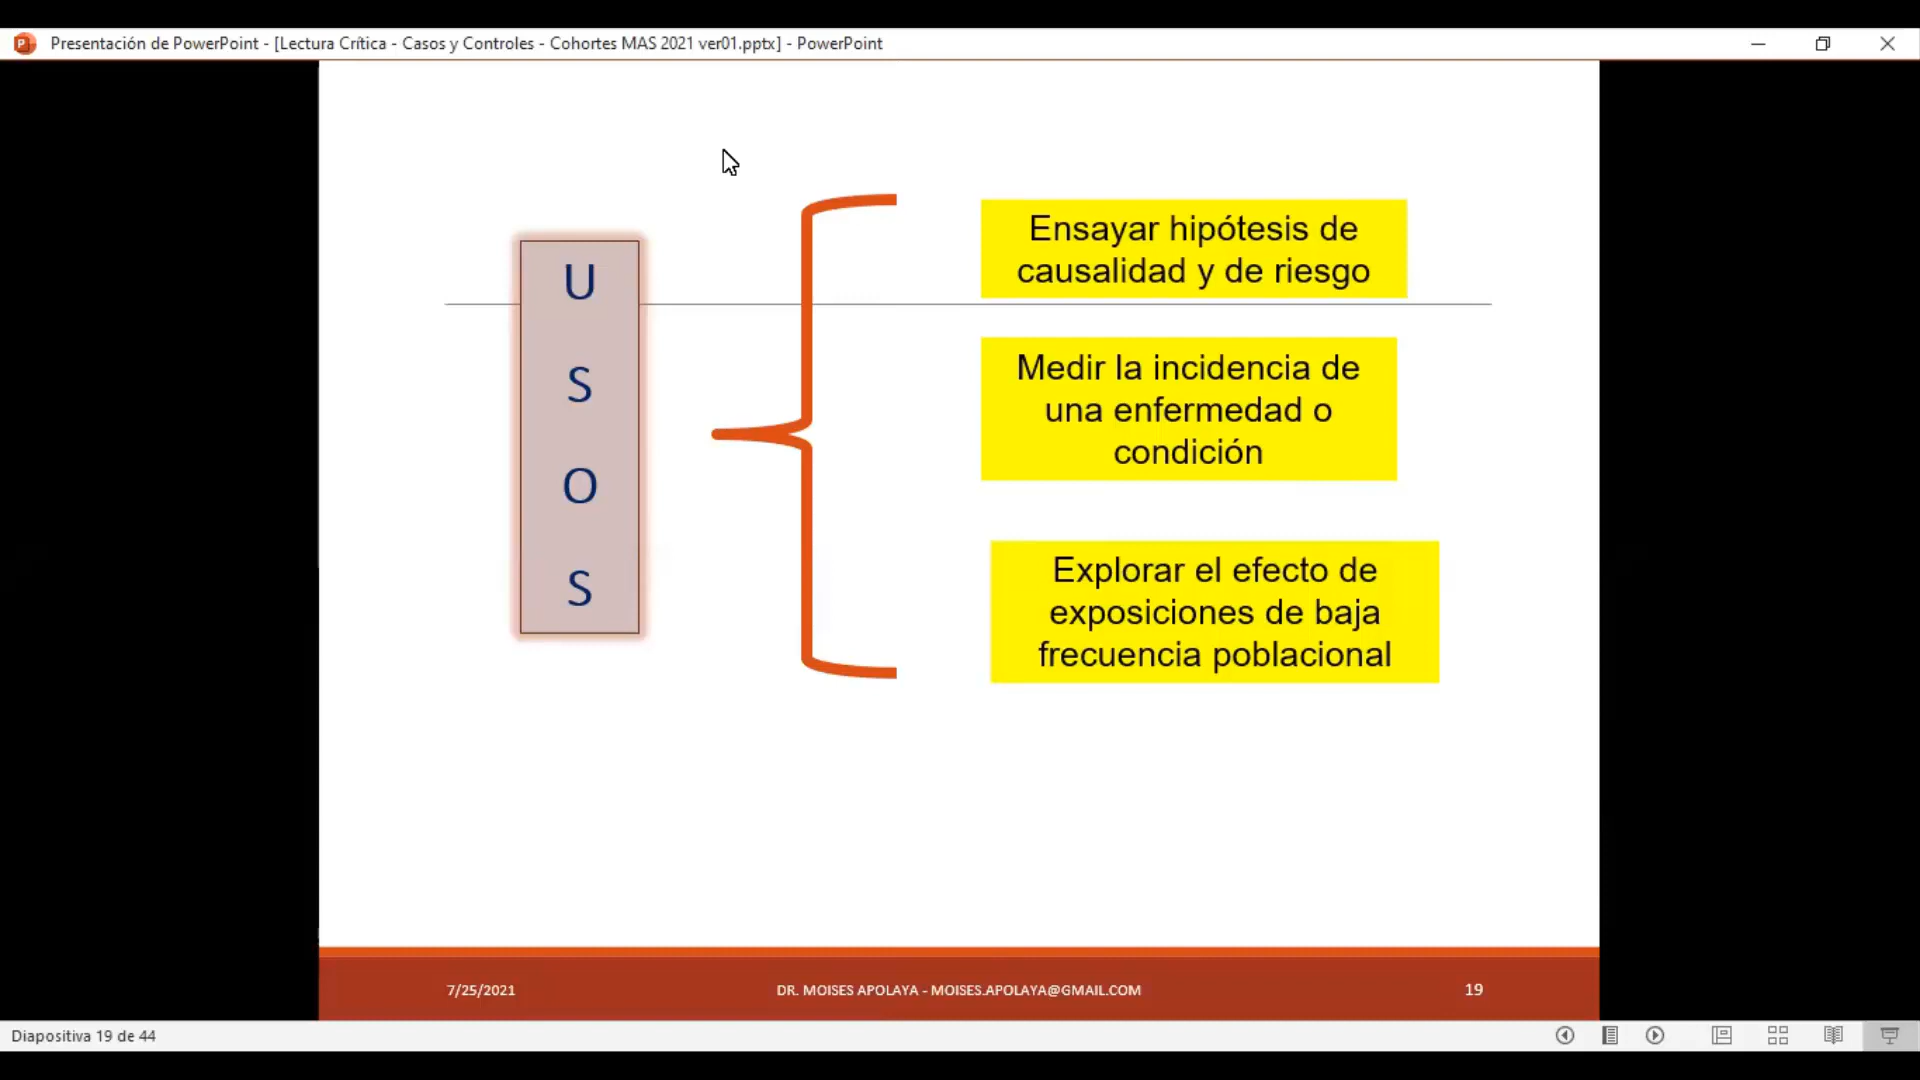 Presentación de PowerPoint - [Lectura Crítica - Casos y Controles - Cohortes MAS 2021 ver01.pptx] - PowerPoint
U
S
O
S
Ensayar hipótesis de
causalidad y de riesgo
Medir la incidencia de
una enfermedad o
condición
Explorar el efecto de
exposiciones de baja
frecuencia poblacional
7/25/2021
DR. MOISES APOLAYA - MOISES.APOLAYA@GMAIL.COM
19
Diapositiva 19 de 44